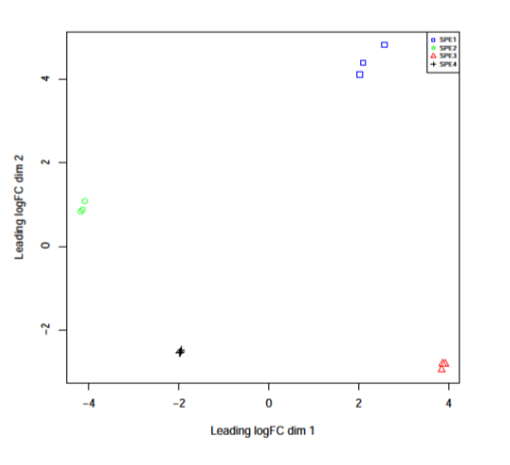 SPE1
SPE2
SPE3
SPE4
4
2
0
−2
Leading logFC dim 2
−4
−2
0
2
4
Leading logFC dim 1